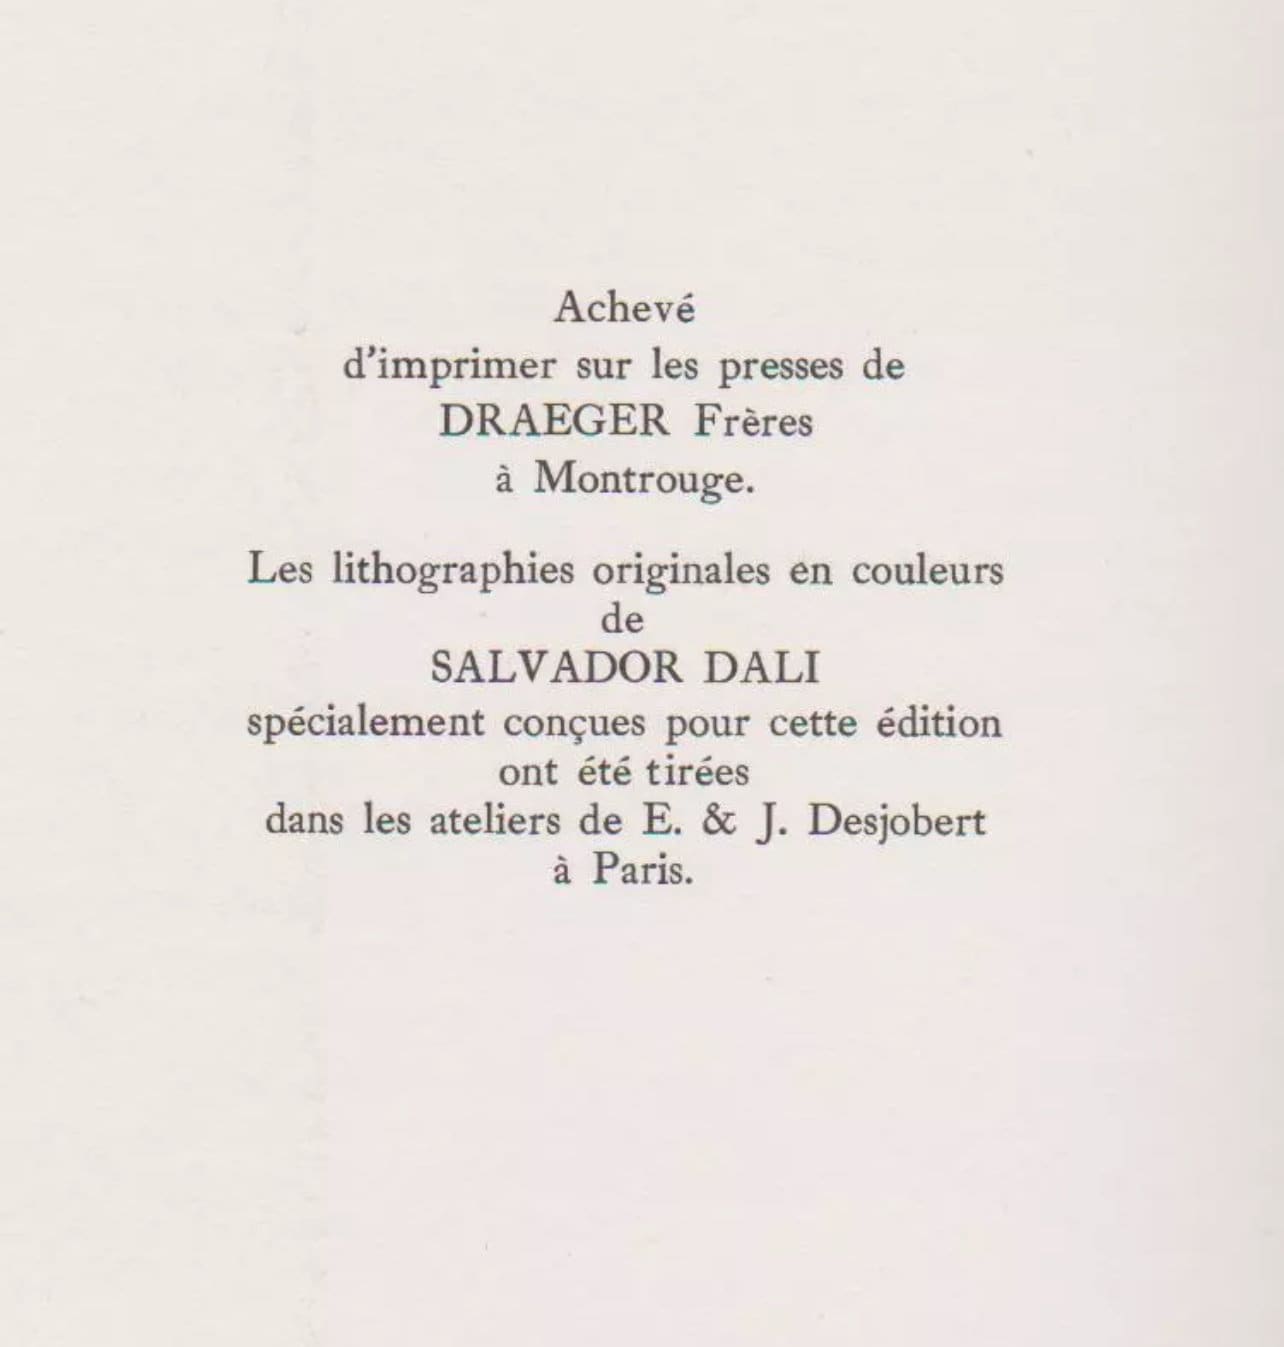 Achevé
d'imprimer sur les presses de
DRAEGER Frères
à Montrouge.
Les lithographies originales en couleurs
de
SALVADOR DALI
spécialement conçues pour cette édition
ont été tirées
dans les ateliers de E. & J. Desjobert
à Paris.